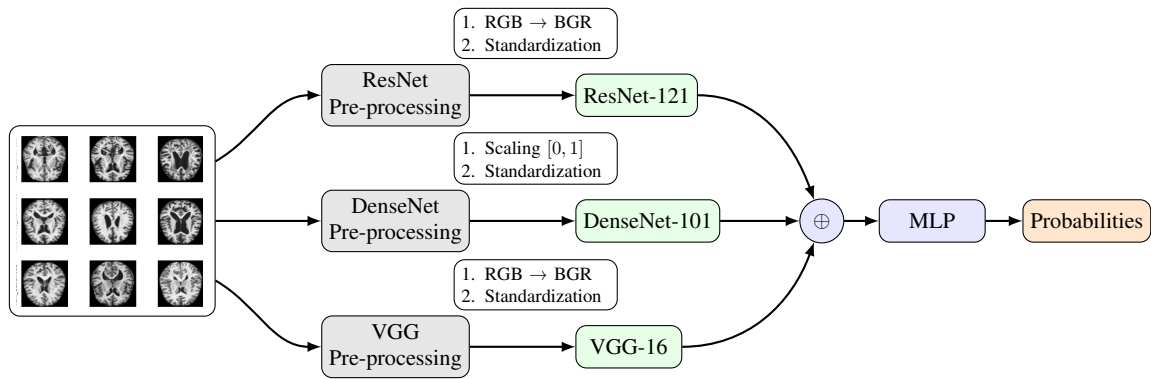 1. RGB → BGR
2. Standardization
ResNet
Pre-processing
ResNet-121
1. Scaling [0, 1]
2. Standardization
DenseNet
Pre-processing
DenseNet-101
⊕
MLP
Probabilities
1. RGB → BGR
2. Standardization
VGG
Pre-processing
VGG-16